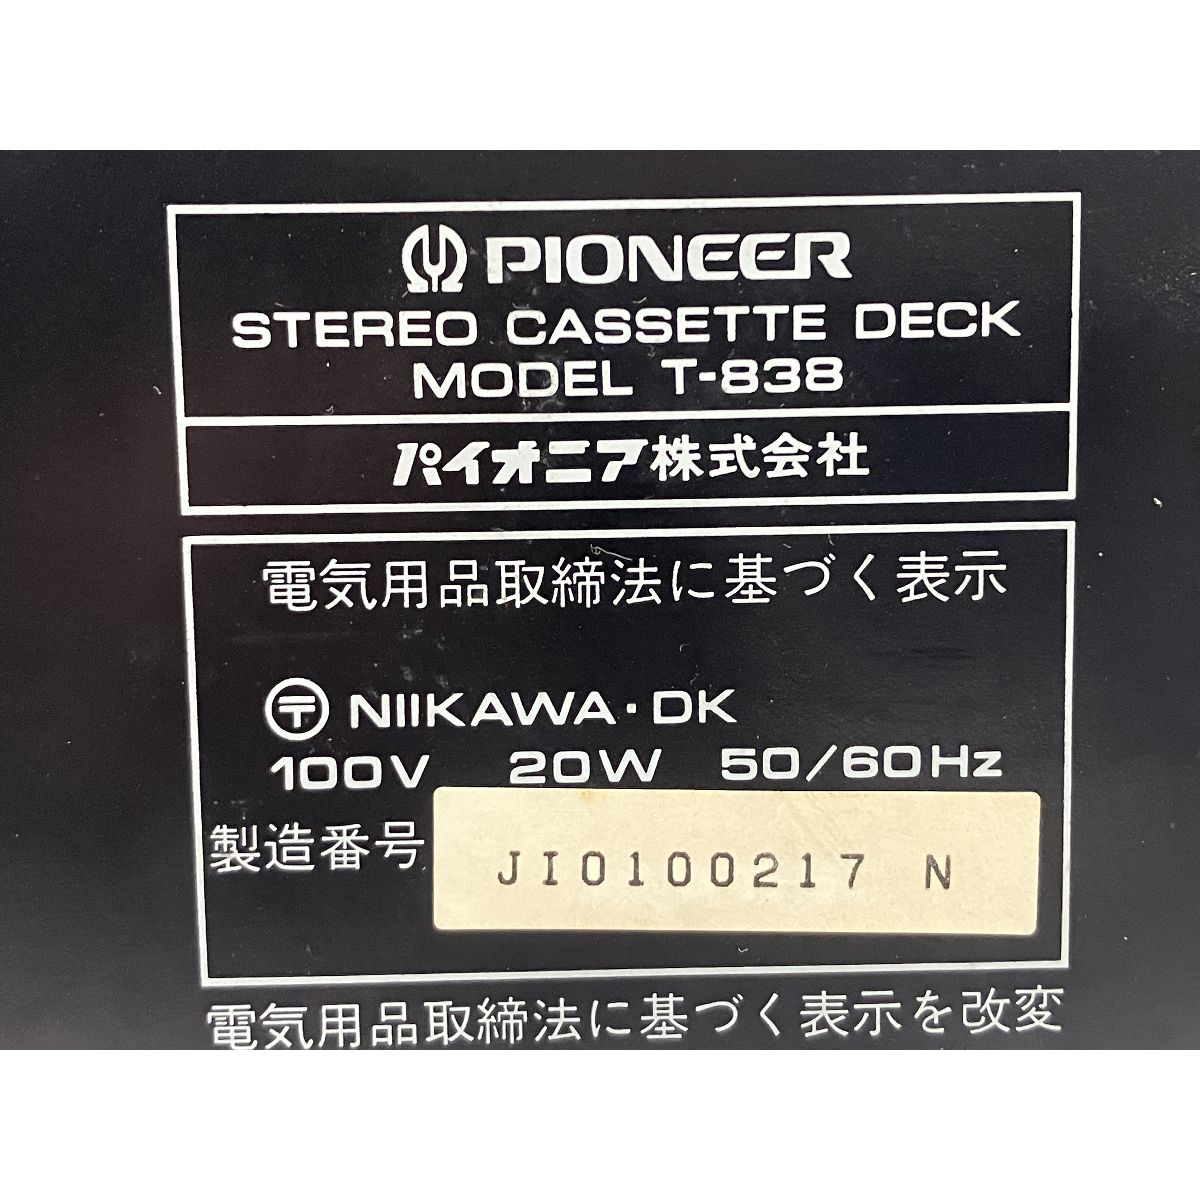 PIONEER
STEREO CASSETTE DECK
MODEL T-838
パイオニア株式会社
電気用品取締法に基づく表示
〒 NIIKAWA・DK
100V 20W 50/60Hz
製造番号 JI0100217 N
電気用品取締法に基づく表示を改変